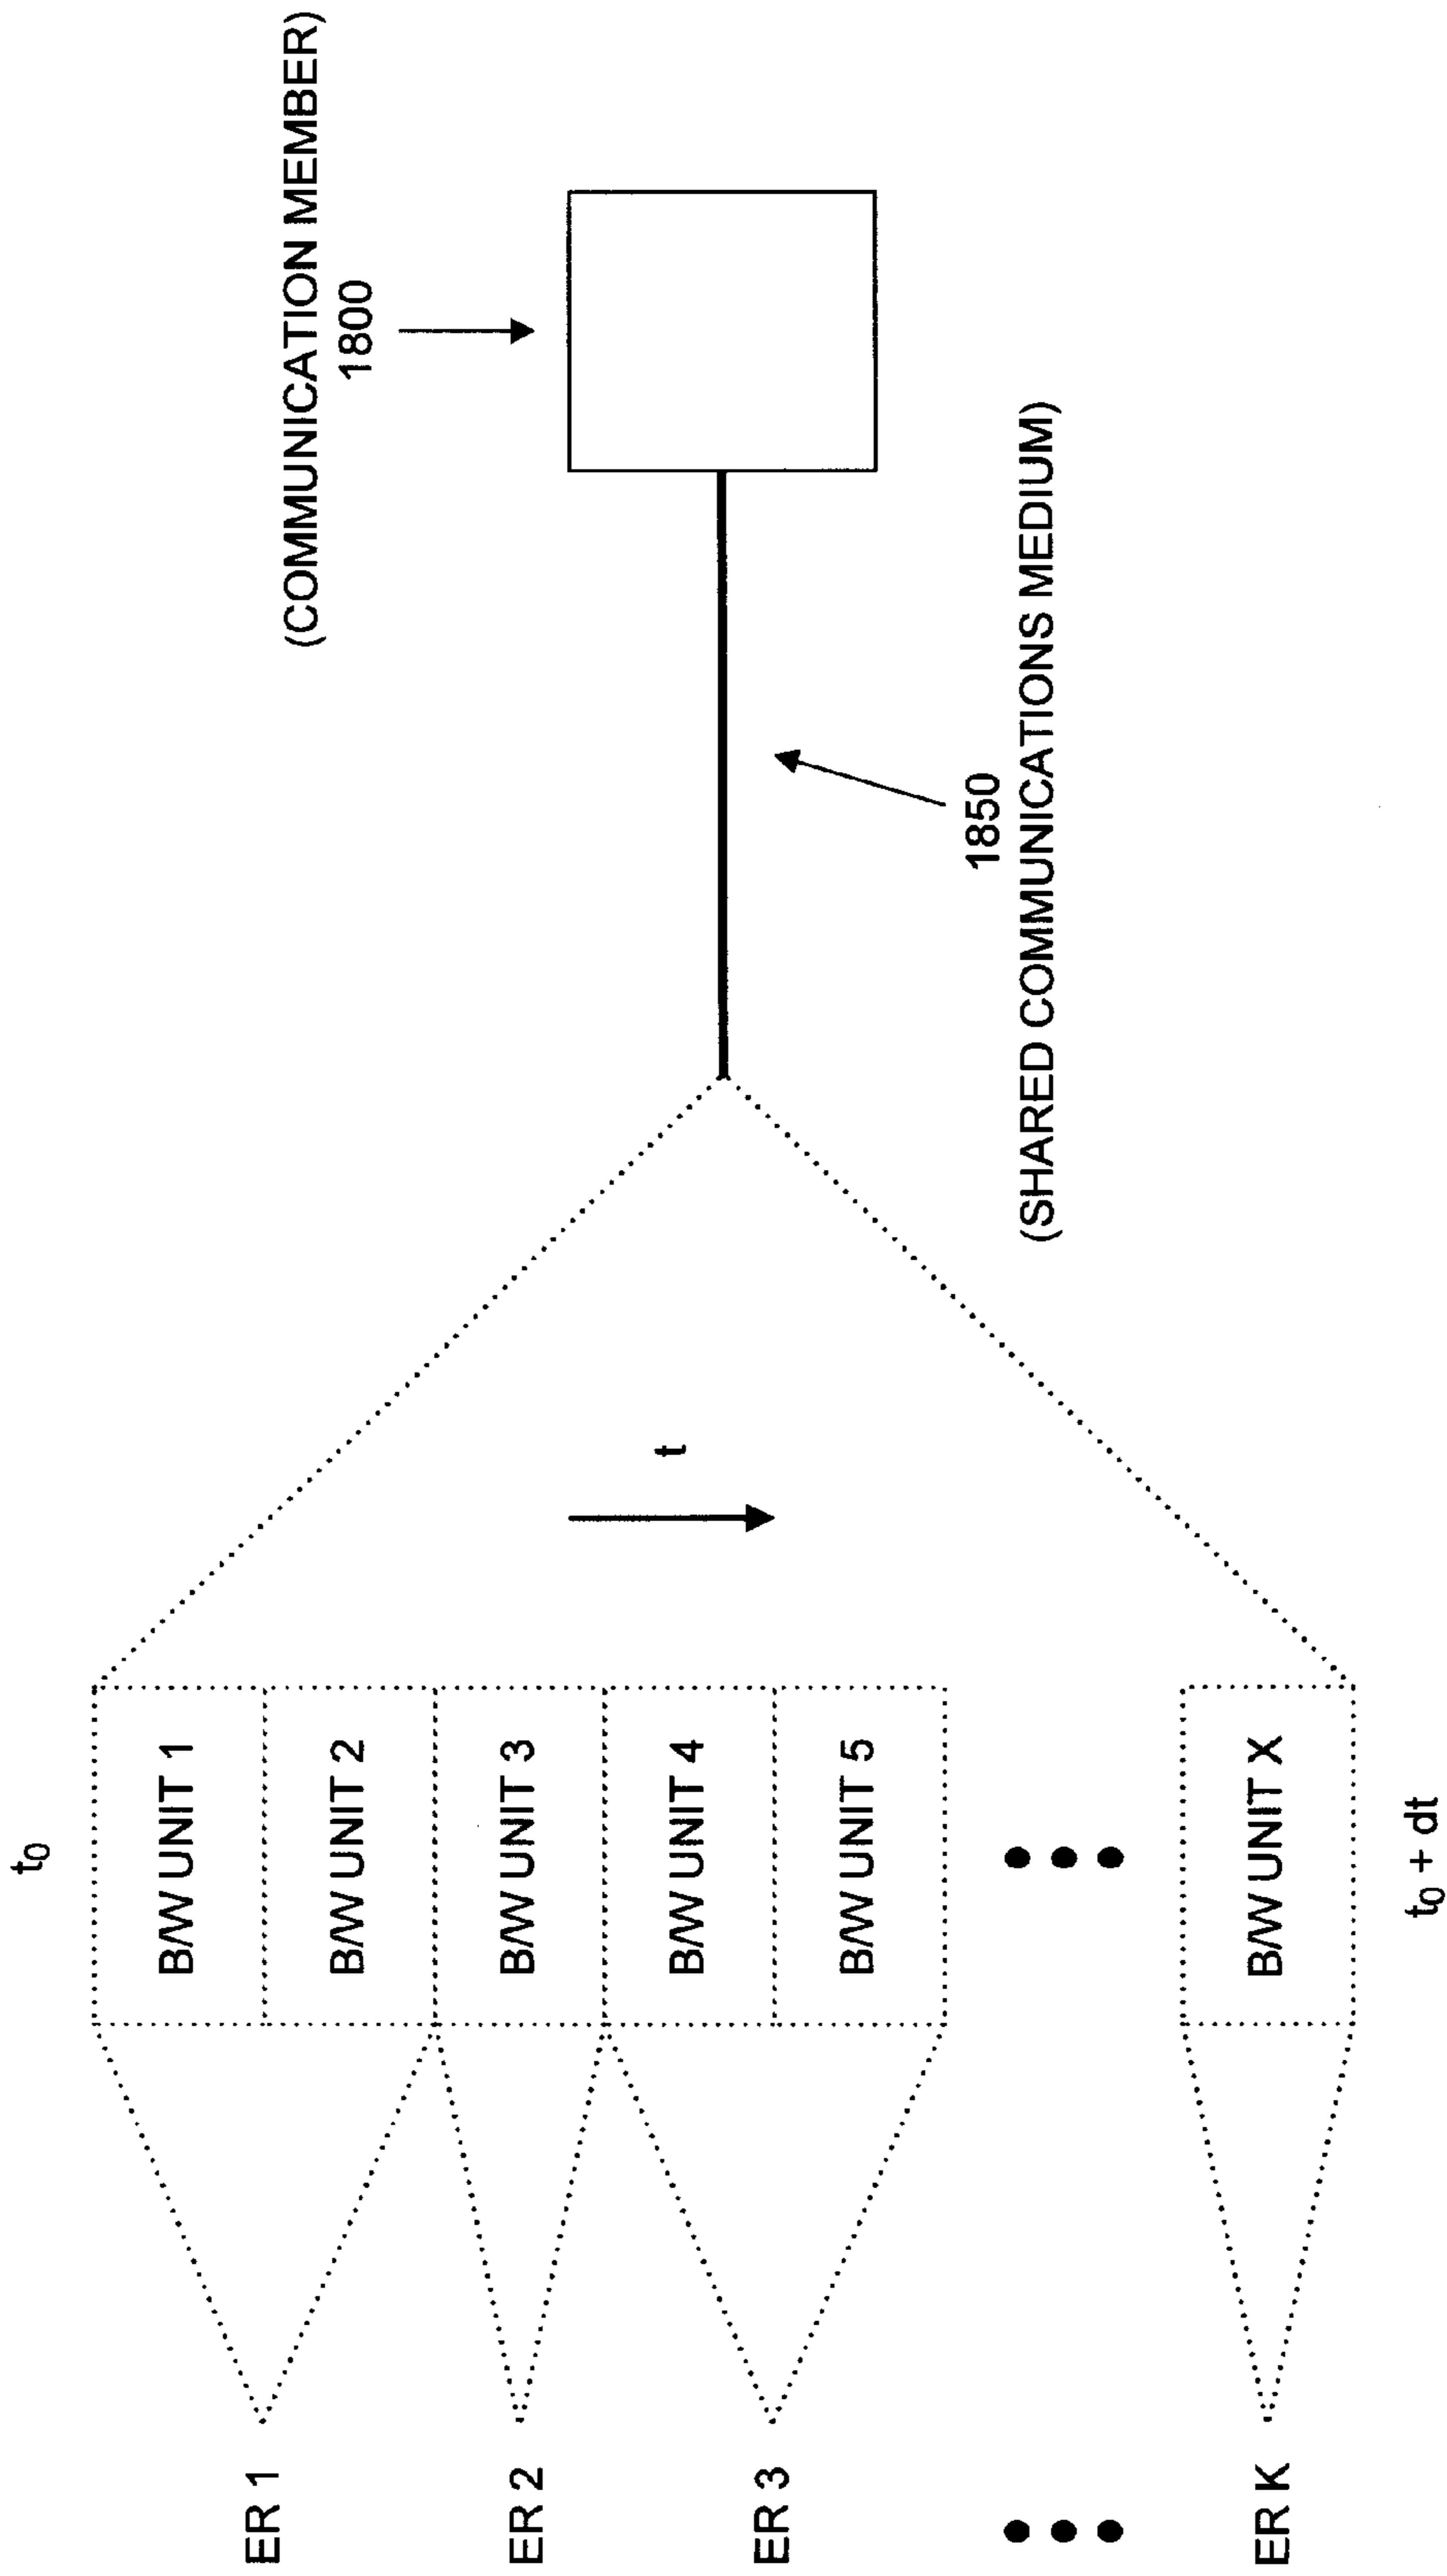 (COMMUNICATION MEMBER)
1800
1850
(SHARED COMMUNICATIONS MEDIUM)
t
t0
B/W UNIT 1
B/W UNIT 2
B/W UNIT 3
B/W UNIT 4
B/W UNIT 5
B/W UNIT X
t0 + dt
ER 1
ER 2
ER 3
ER K